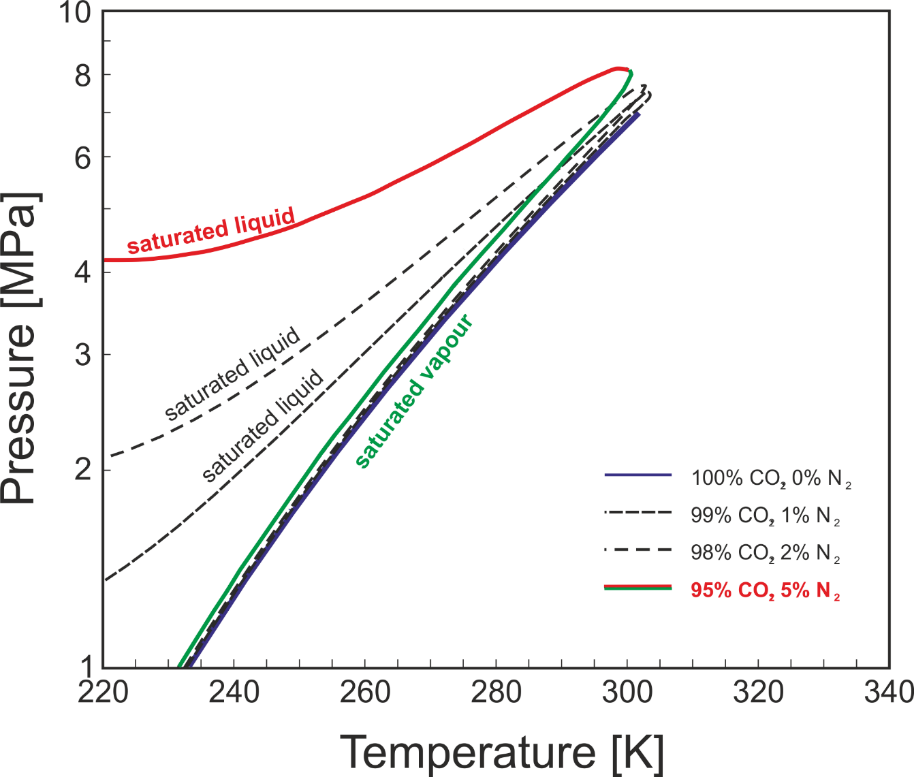 10
8
6
4
3
2
1
Pressure [MPa]
saturated liquid
saturated liquid
saturated liquid
saturated vapour
100% CO₂ 0% N₂
99% CO₂ 1% N₂
98% CO₂ 2% N₂
95% CO₂ 5% N₂
220 240 260 280 300 320 340
Temperature [K]